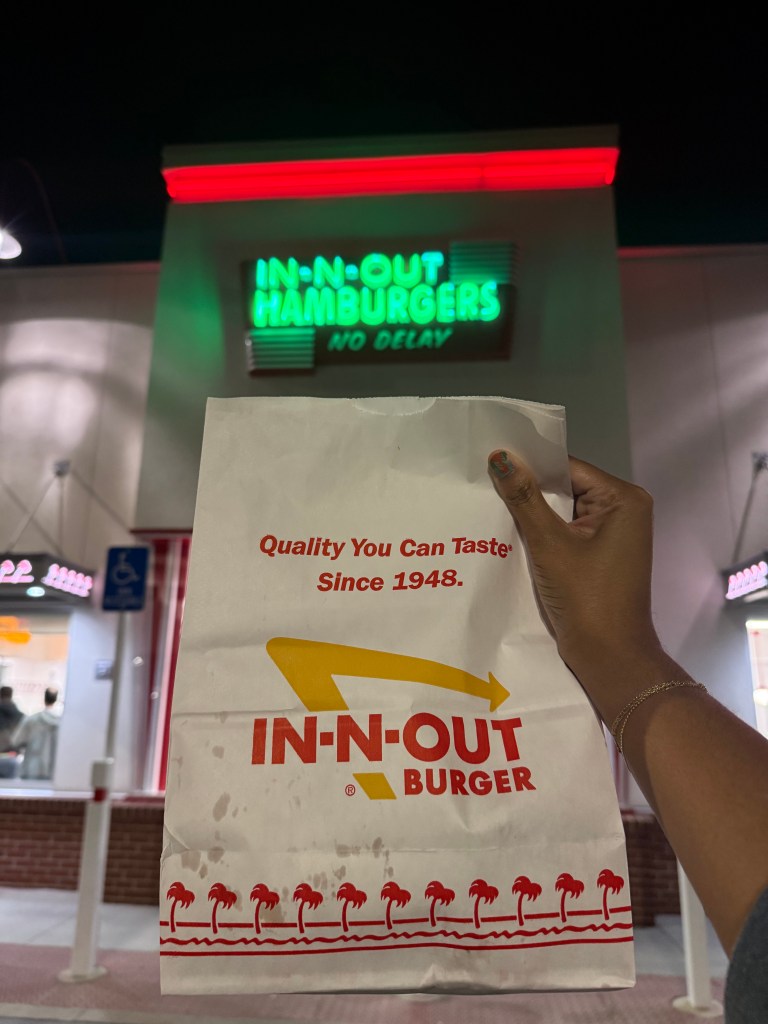 IN-N-OUT
HAMBURGERS
NO DELAY
Quality You Can Taste®
Since 1948.
IN-N-OUT
® BURGER